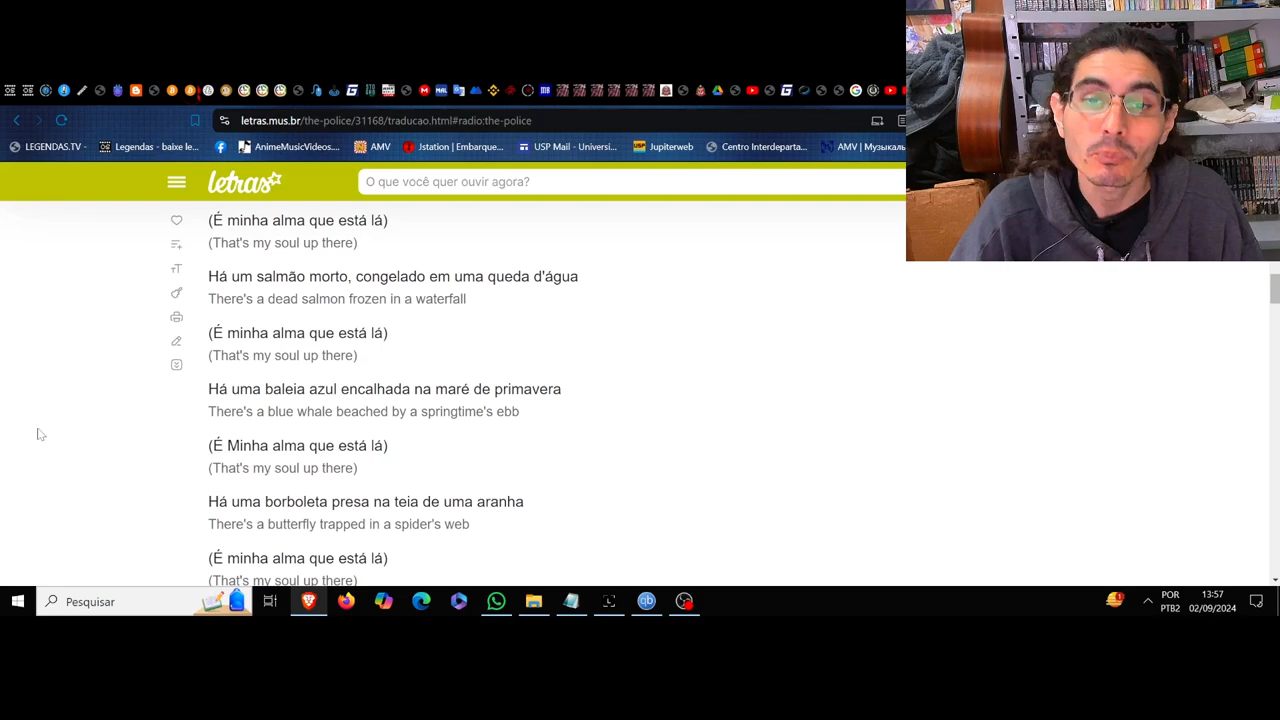 letras.mus.br/the-police/31168/traducao.html#radio:the-police
LEGENDAS.TV -
Legendas - baixe le...
AnimeMusicVideos...
AMV
Jstation | Embarque...
USP Mail - Universi...
Jupiterweb
Centro Interdeparta...
AMV | Музыкаль
letras
O que você quer ouvir agora?
(É minha alma que está lá)
(That's my soul up there)
Há um salmão morto, congelado em uma queda d'água
There's a dead salmon frozen in a waterfall
(É minha alma que está lá)
(That's my soul up there)
Há uma baleia azul encalhada na maré de primavera
There's a blue whale beached by a springtime's ebb
(É Minha alma que está lá)
(That's my soul up there)
Há uma borboleta presa na teia de uma aranha
There's a butterfly trapped in a spider's web
(É minha alma que está lá)
(That's my soul up there)
Pesquisar
POR
PTB2
13:57
02/09/2024